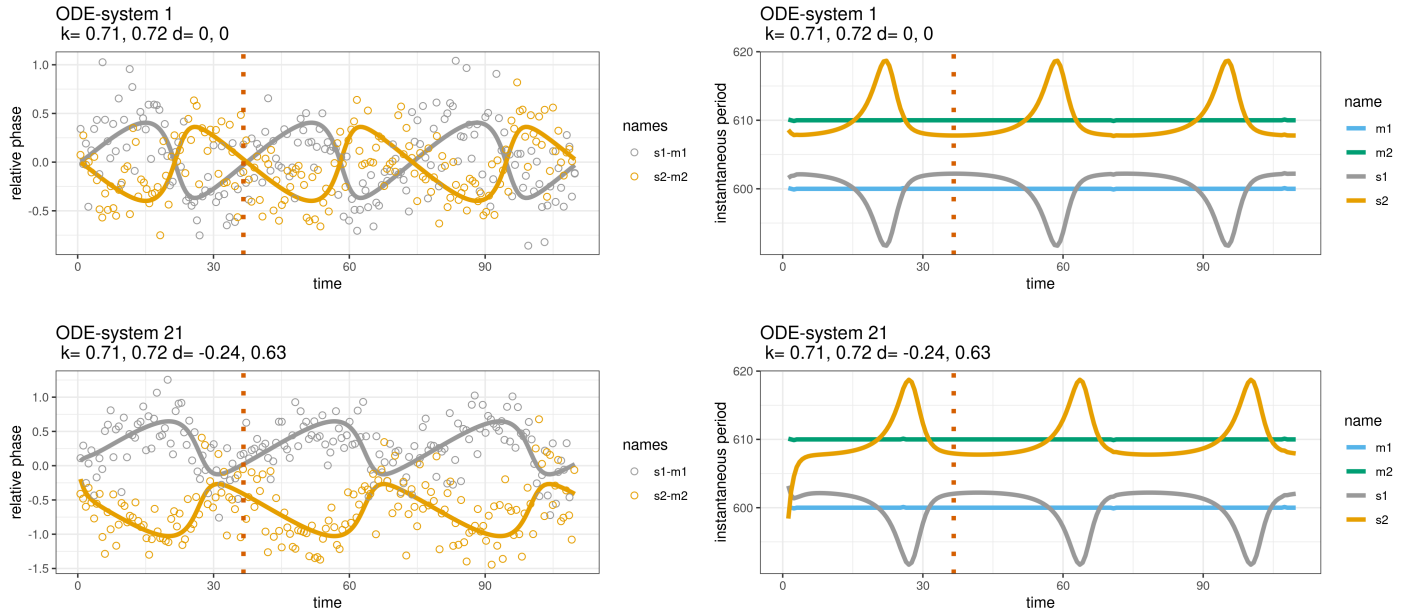 ODE-system 1
k= 0.71, 0.72 d= 0, 0
relative phase
1.0
0.5
0.0
-0.5
0
30
60
90
time
names
s1-m1
s2-m2
ODE-system 1
k= 0.71, 0.72 d= 0, 0
instantaneous period
620
610
600
0
30
60
90
time
name
m1
m2
s1
s2
ODE-system 21
k= 0.71, 0.72 d= -0.24, 0.63
relative phase
1.0
0.5
0.0
-0.5
-1.0
-1.5
0
30
60
90
time
names
s1-m1
s2-m2
ODE-system 21
k= 0.71, 0.72 d= -0.24, 0.63
instantaneous period
620
610
600
0
30
60
90
time
name
m1
m2
s1
s2